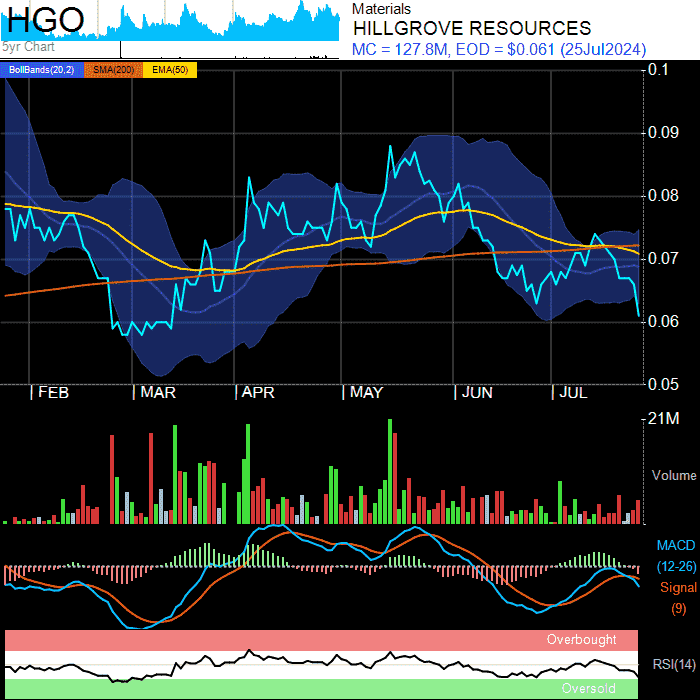 HGO
5yr Chart
Materials
HILLGROVE RESOURCES
MC = 127.8M, EOD = $0.061 (25Jul2024)
BollBands(20,2) SMA(200) EMA(50)
0.1
0.09
0.08
0.07
0.06
0.05
FEB MAR APR MAY JUN JUL
21M
Volume
MACD
(12-26)
Signal
(9)
Overbought
RSI(14)
Oversold